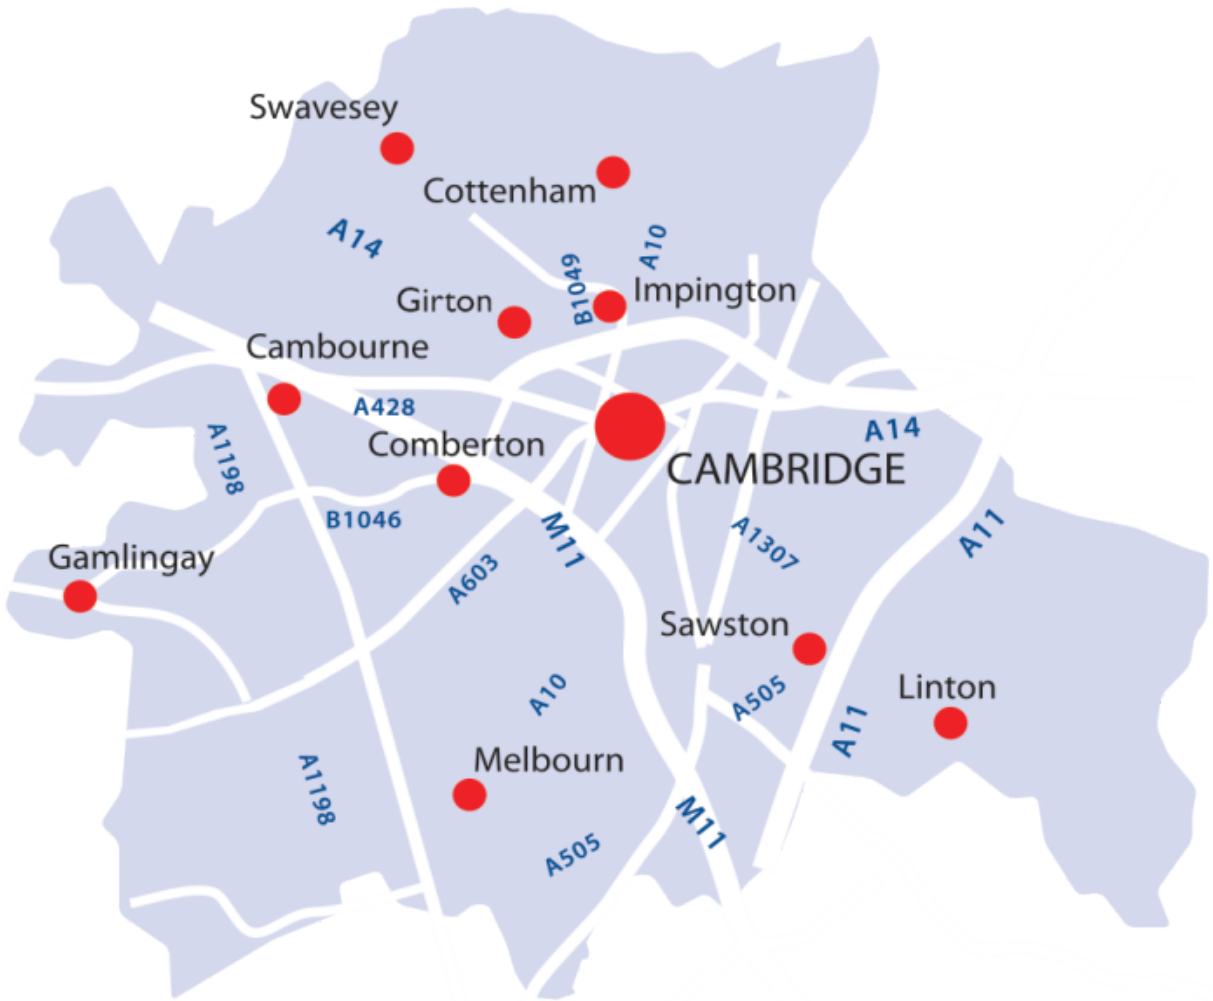 Swavesey
Cottenham
A14
A10
B1049
Impington
Girton
Cambourne
A428
A14
Comberton
A1198
CAMBRIDGE
B1046
M11
A1307
A11
Gamlingay
A603
Sawston
A10
A505
Linton
A11
Melbourn
A1198
M11
A505